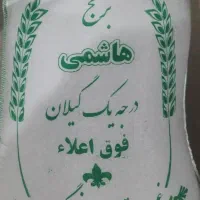 برنج
هاشمی
درجه یک گیلان
فوق اعلاء